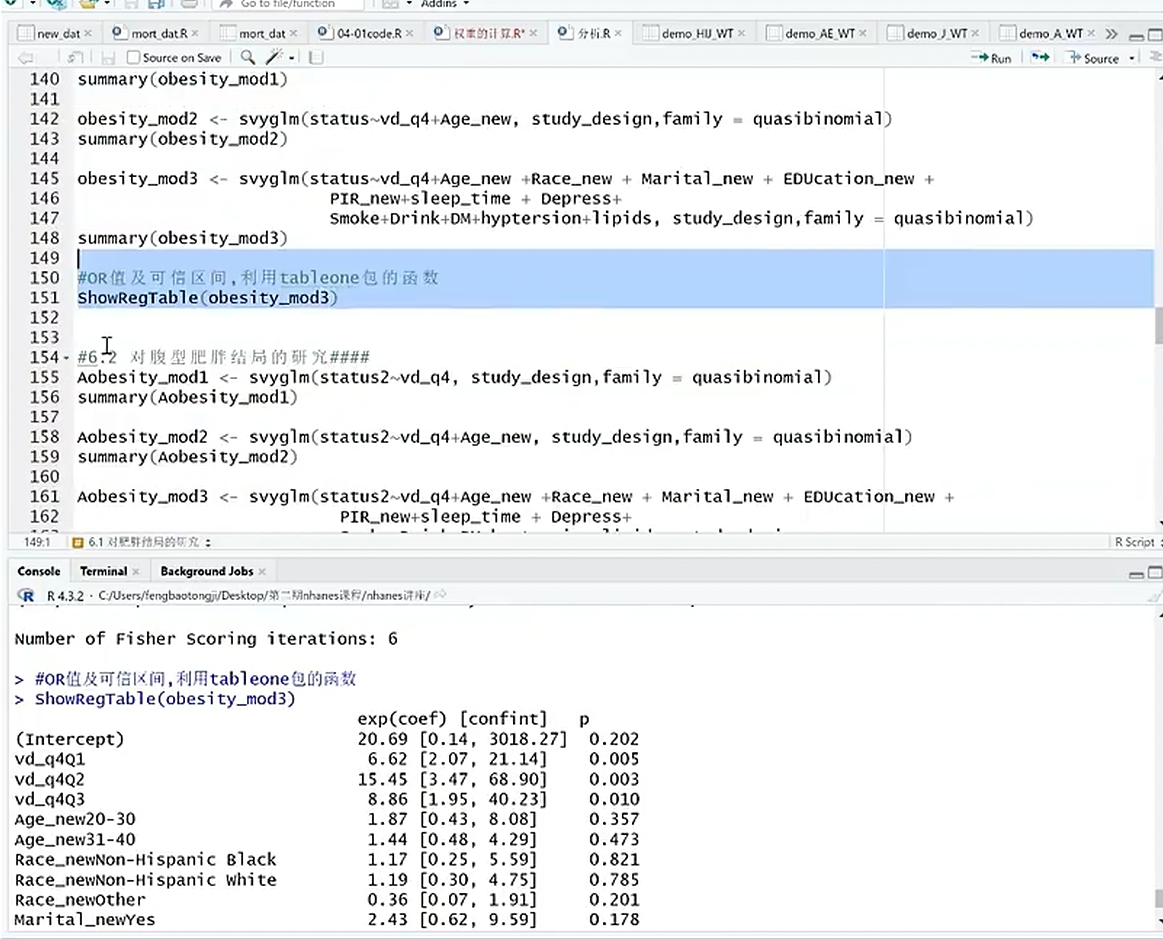 Go to file/function Addins
new_dat mort_dat.R mort_dat 04-01code.R 权重的计算.R* 分析.R demo_HIJ_WT demo_AE_WT demo_J_WT demo_A_WT
Source on Save Run Source
140 summary(obesity_mod1)
141
142 obesity_mod2 <- svyglm(status~vd_q4+Age_new, study_design,family = quasibinomial)
143 summary(obesity_mod2)
144
145 obesity_mod3 <- svyglm(status~vd_q4+Age_new +Race_new + Marital_new + EDUcation_new +
146 PIR_new+sleep_time + Depress+
147 Smoke+Drink+DM+hyptersion+lipids, study_design,family = quasibinomial)
148 summary(obesity_mod3)
149
150 #OR值及可信区间,利用tableone包的函数
151 ShowRegTable(obesity_mod3)
152
153
154 #6.2 对腹型肥胖结局的研究####
155 Aobesity_mod1 <- svyglm(status2~vd_q4, study_design,family = quasibinomial)
156 summary(Aobesity_mod1)
157
158 Aobesity_mod2 <- svyglm(status2~vd_q4+Age_new, study_design,family = quasibinomial)
159 summary(Aobesity_mod2)
160
161 Aobesity_mod3 <- svyglm(status2~vd_q4+Age_new +Race_new + Marital_new + EDUcation_new +
162 PIR_new+sleep_time + Depress+
149:1 6.1 对肥胖结局的研究 R Script
Console Terminal Background Jobs
R 4.3.2 · C:/Users/fengbaotongji/Desktop/第二期nhanes课程/nhanes讲座/
Number of Fisher Scoring iterations: 6
> #OR值及可信区间,利用tableone包的函数
> ShowRegTable(obesity_mod3)
exp(coef) [confint] p
(Intercept) 20.69 [0.14, 3018.27] 0.202
vd_q4Q1 6.62 [2.07, 21.14] 0.005
vd_q4Q2 15.45 [3.47, 68.90] 0.003
vd_q4Q3 8.86 [1.95, 40.23] 0.010
Age_new20-30 1.87 [0.43, 8.08] 0.357
Age_new31-40 1.44 [0.48, 4.29] 0.473
Race_newNon-Hispanic Black 1.17 [0.25, 5.59] 0.821
Race_newNon-Hispanic White 1.19 [0.30, 4.75] 0.785
Race_newOther 0.36 [0.07, 1.91] 0.201
Marital_newYes 2.43 [0.62, 9.59] 0.178